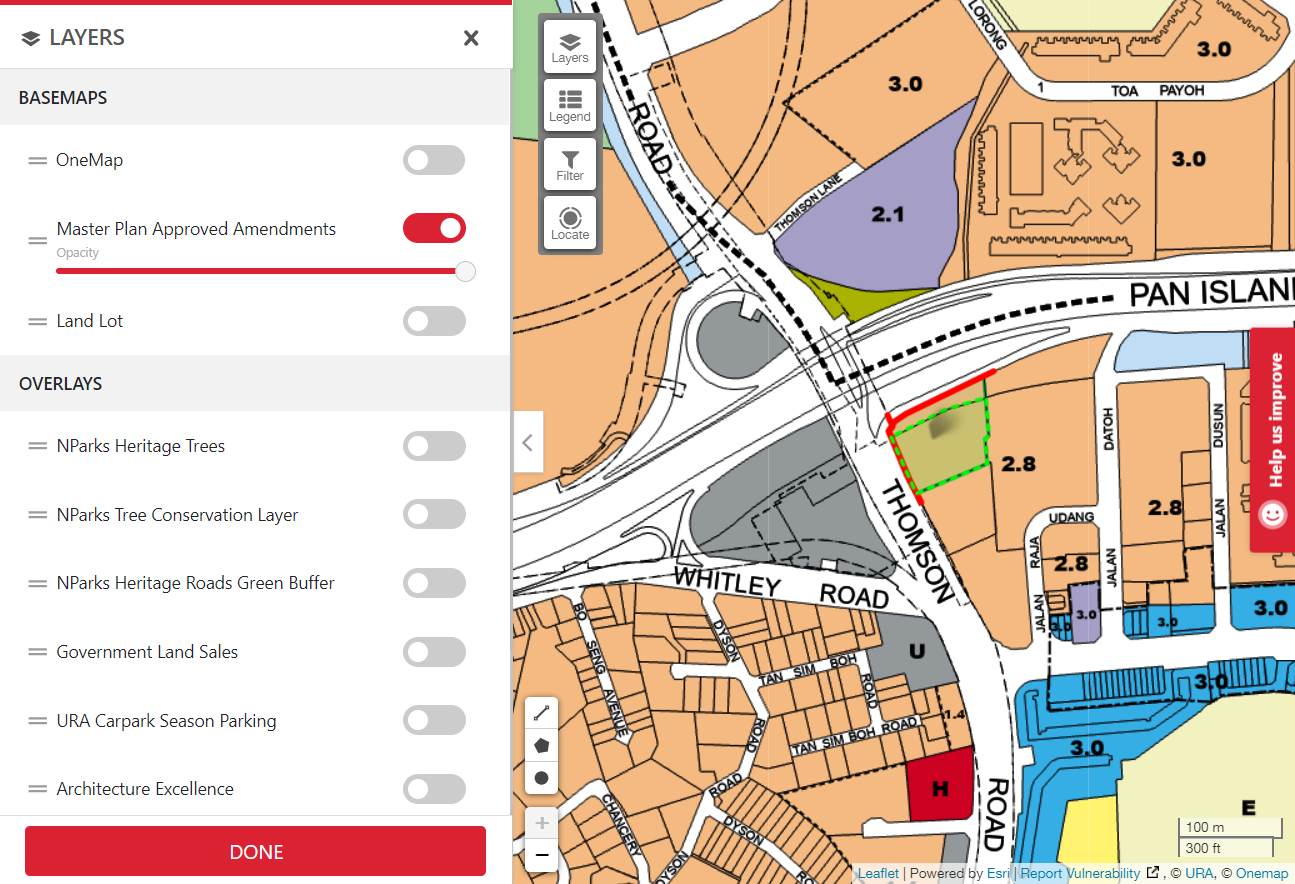 LAYERS
BASEMAPS
OneMap
Master Plan Approved Amendments
Opacity
Land Lot
OVERLAYS
NParks Heritage Trees
NParks Tree Conservation Layer
NParks Heritage Roads Green Buffer
Government Land Sales
URA Carpark Season Parking
Architecture Excellence
DONE
Layers
Legend
Filter
Locate
LORONG
1
TOA PAYOH
3.0
3.0
3.0
ROAD
THOMSON LANE
2.1
PAN ISLAN
Help us improve
2.8
DATOH
DUSUN
2.8
THOMSON
UDANG
RAJA
JALAN
JALAN
JALAN
2.8
WHITLEY ROAD
3.0
3.0
3.0
3.0
BO
SENG
AVENUE
DYSON
TAN SIM BOH
ROAD
U
3.0
1.4
ROAD
TAN SIM BOH ROAD
3.0
H
ROAD
ROAD
CHANCERY
DYSON
DYSON
E
+
−
100 m
300 ft
Leaflet | Powered by Esri | Report Vulnerability , © URA, © Onemap